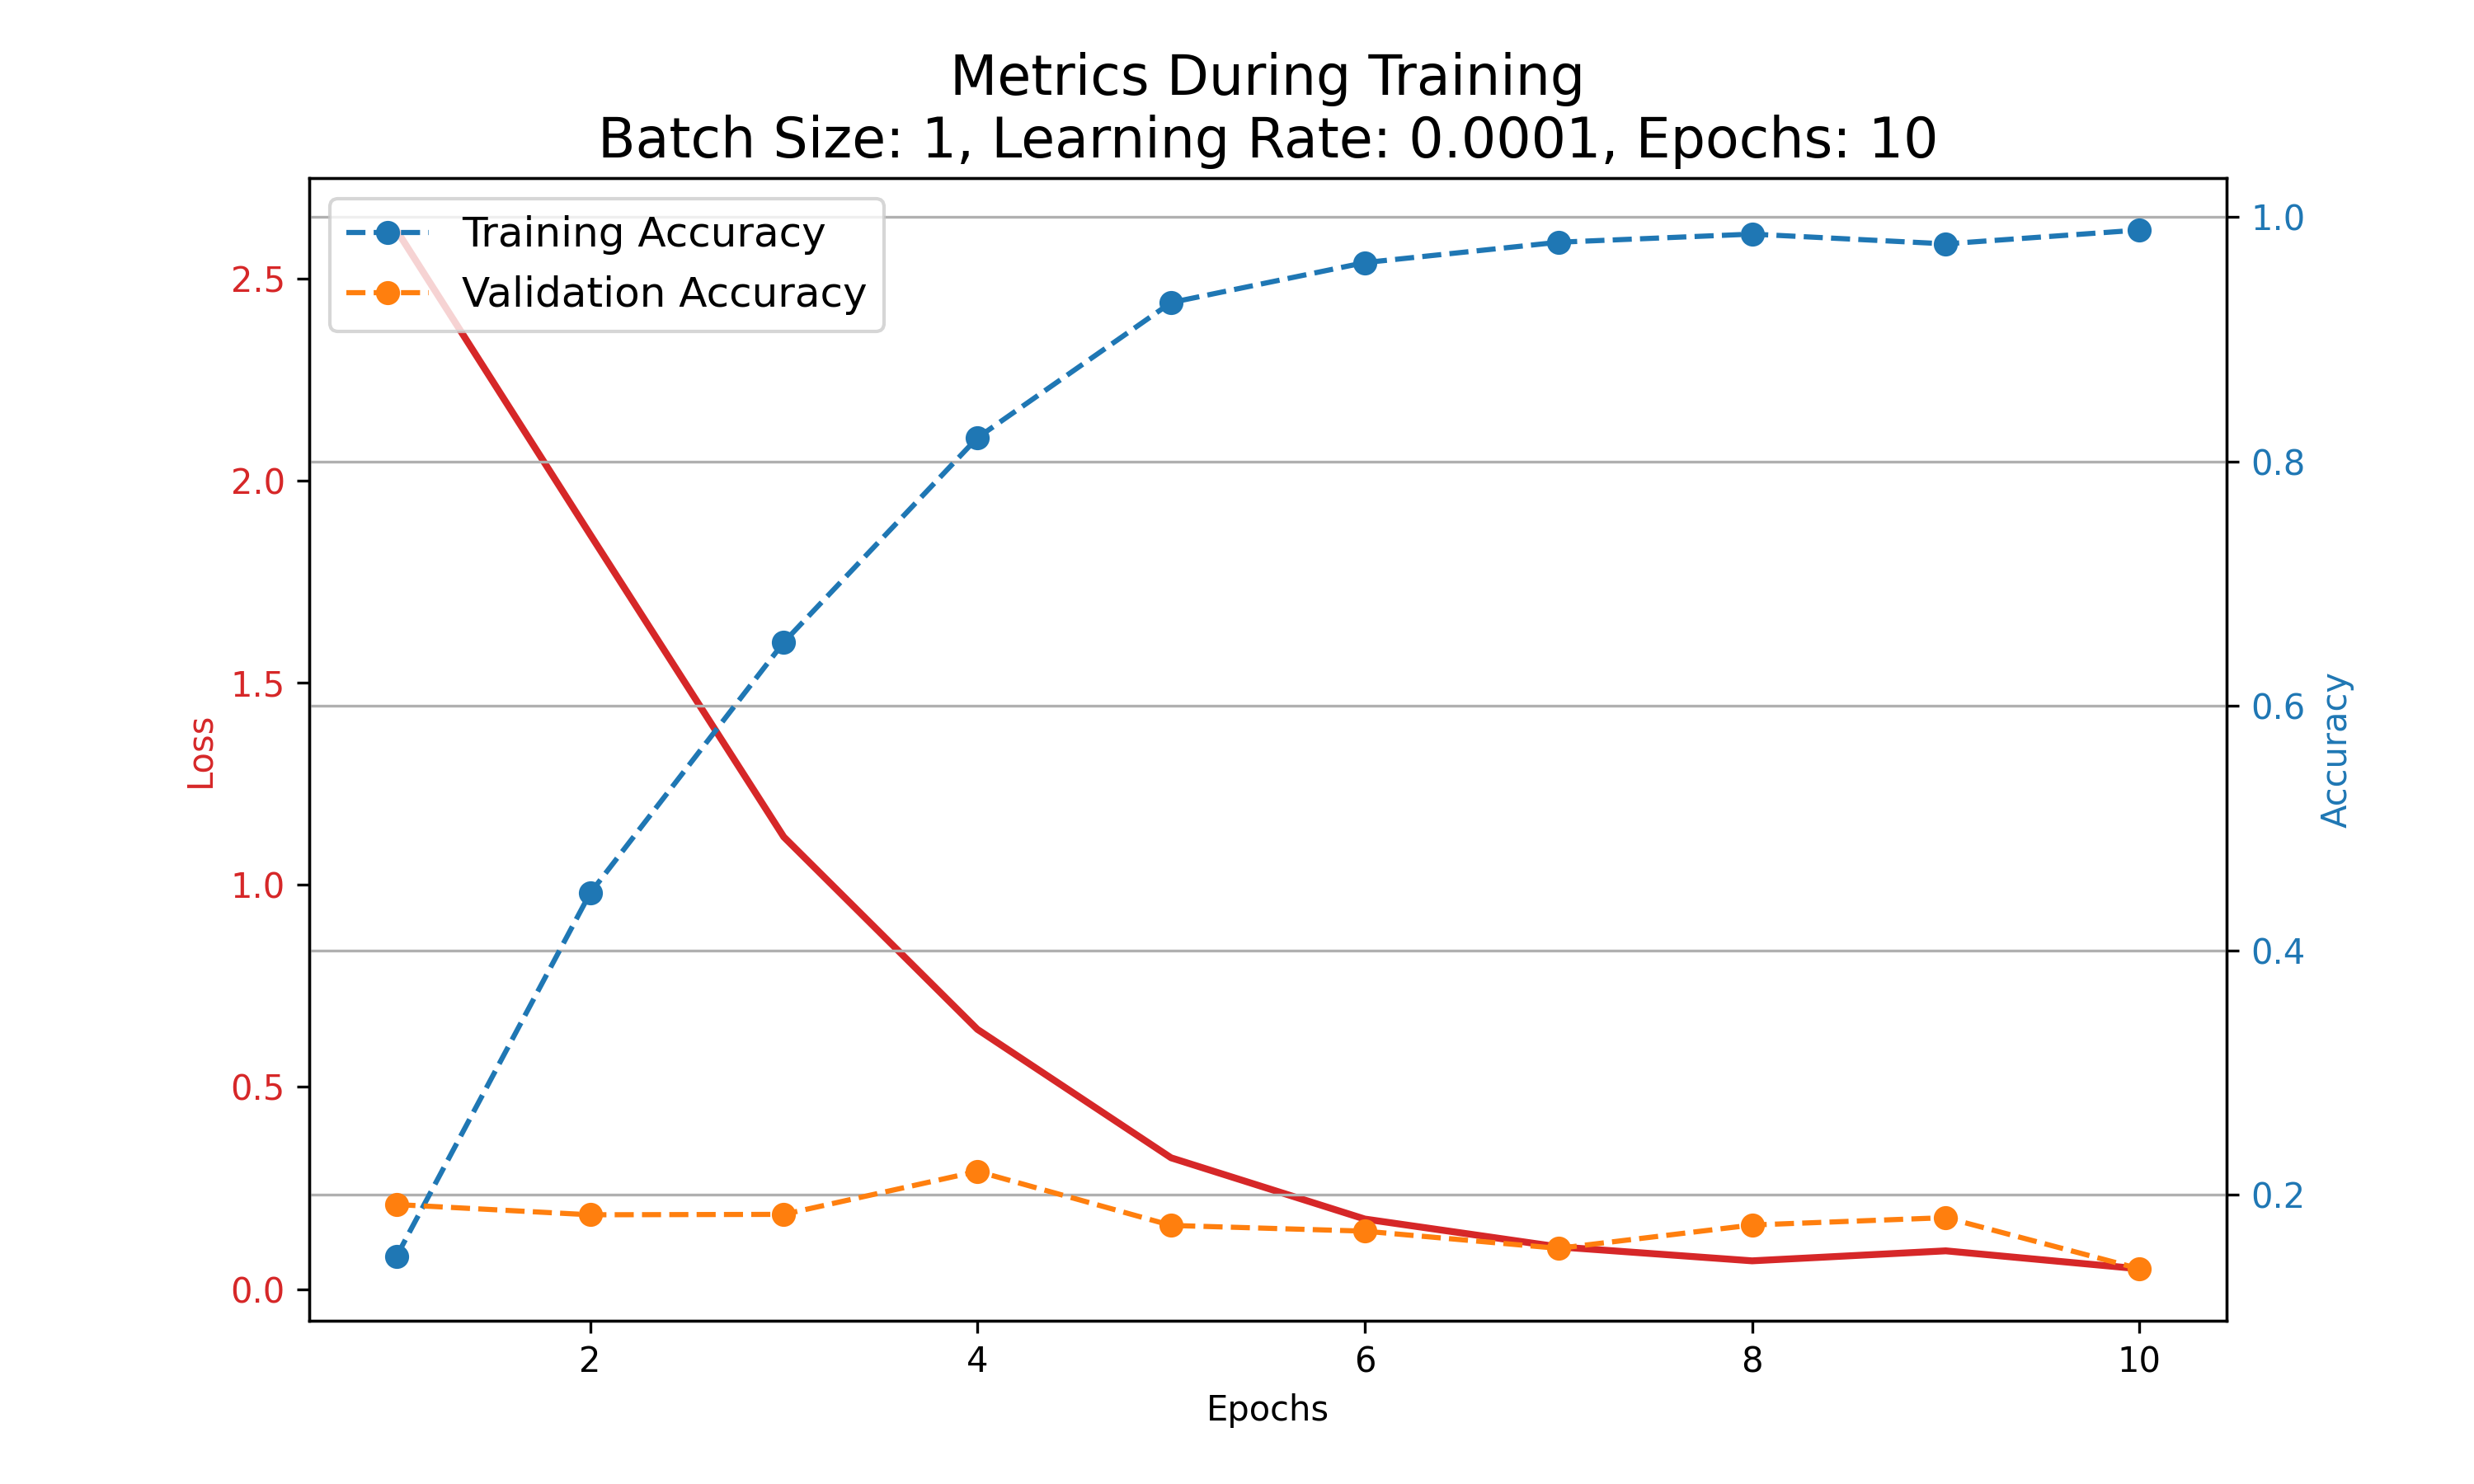 Metrics During Training
Batch Size: 1, Learning Rate: 0.0001, Epochs: 10
Training Accuracy
Validation Accuracy
2.5
2.0
1.5
1.0
0.5
0.0
Loss
1.0
0.8
0.6
0.4
0.2
Accuracy
2 4 6 8 10
Epochs